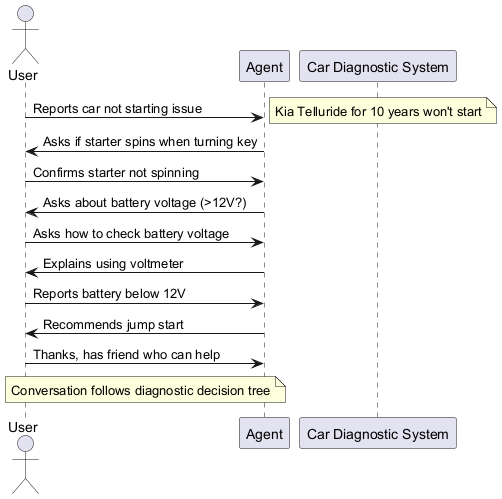 User
Agent
Car Diagnostic System
Reports car not starting issue
Kia Telluride for 10 years won't start
Asks if starter spins when turning key
Confirms starter not spinning
Asks about battery voltage (>12V?)
Asks how to check battery voltage
Explains using voltmeter
Reports battery below 12V
Recommends jump start
Thanks, has friend who can help
Conversation follows diagnostic decision tree
User
Agent
Car Diagnostic System